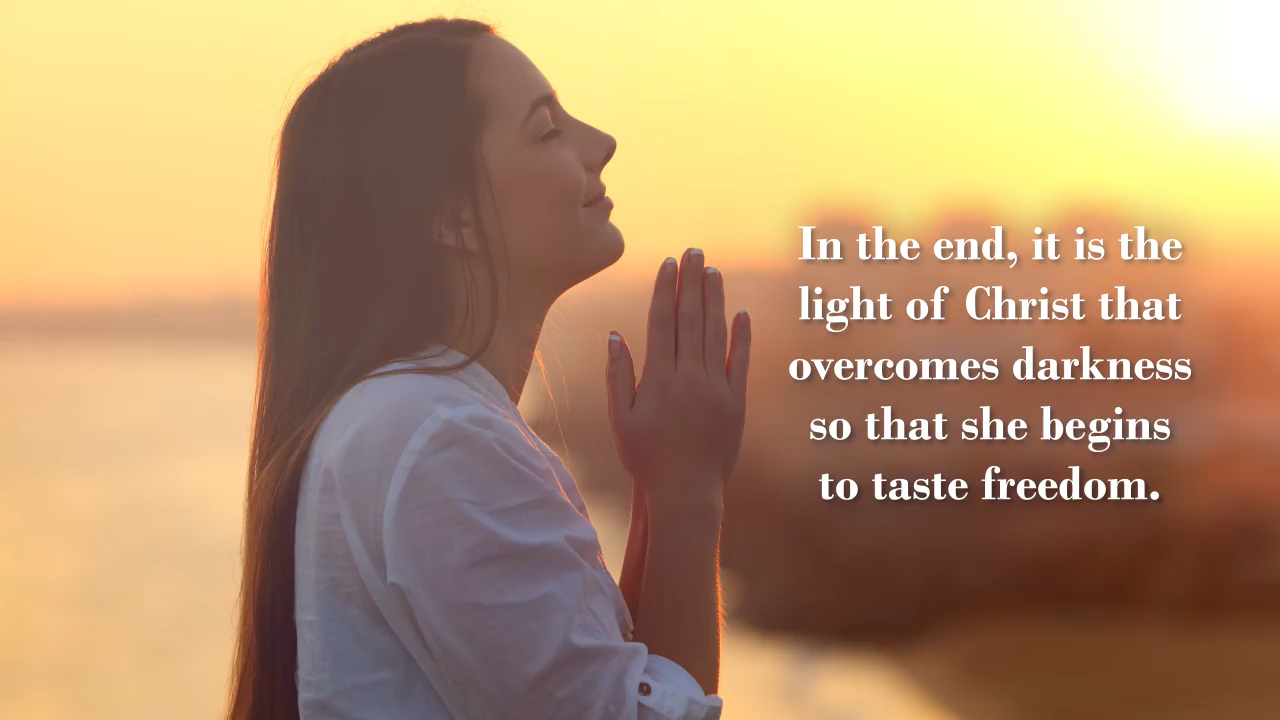 In the end, it is the
light of Christ that
overcomes darkness
so that she begins
to taste freedom.